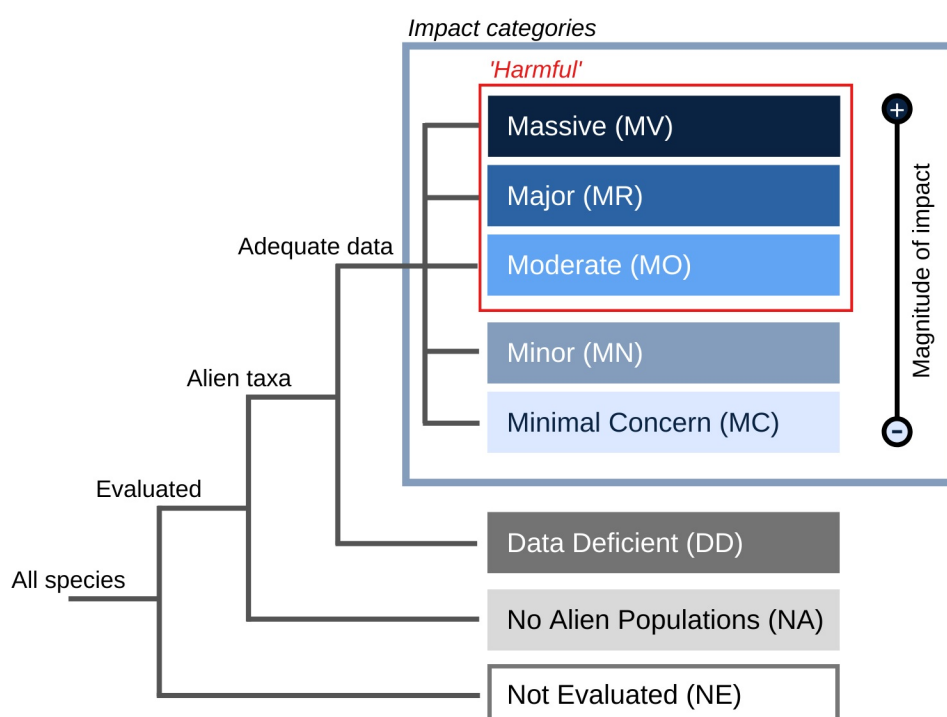 Impact categories
'Harmful'
Massive (MV)
+
Major (MR)
Adequate data
Moderate (MO)
Magnitude of impact
Minor (MN)
Alien taxa
Minimal Concern (MC)
-
Evaluated
Data Deficient (DD)
All species
No Alien Populations (NA)
Not Evaluated (NE)